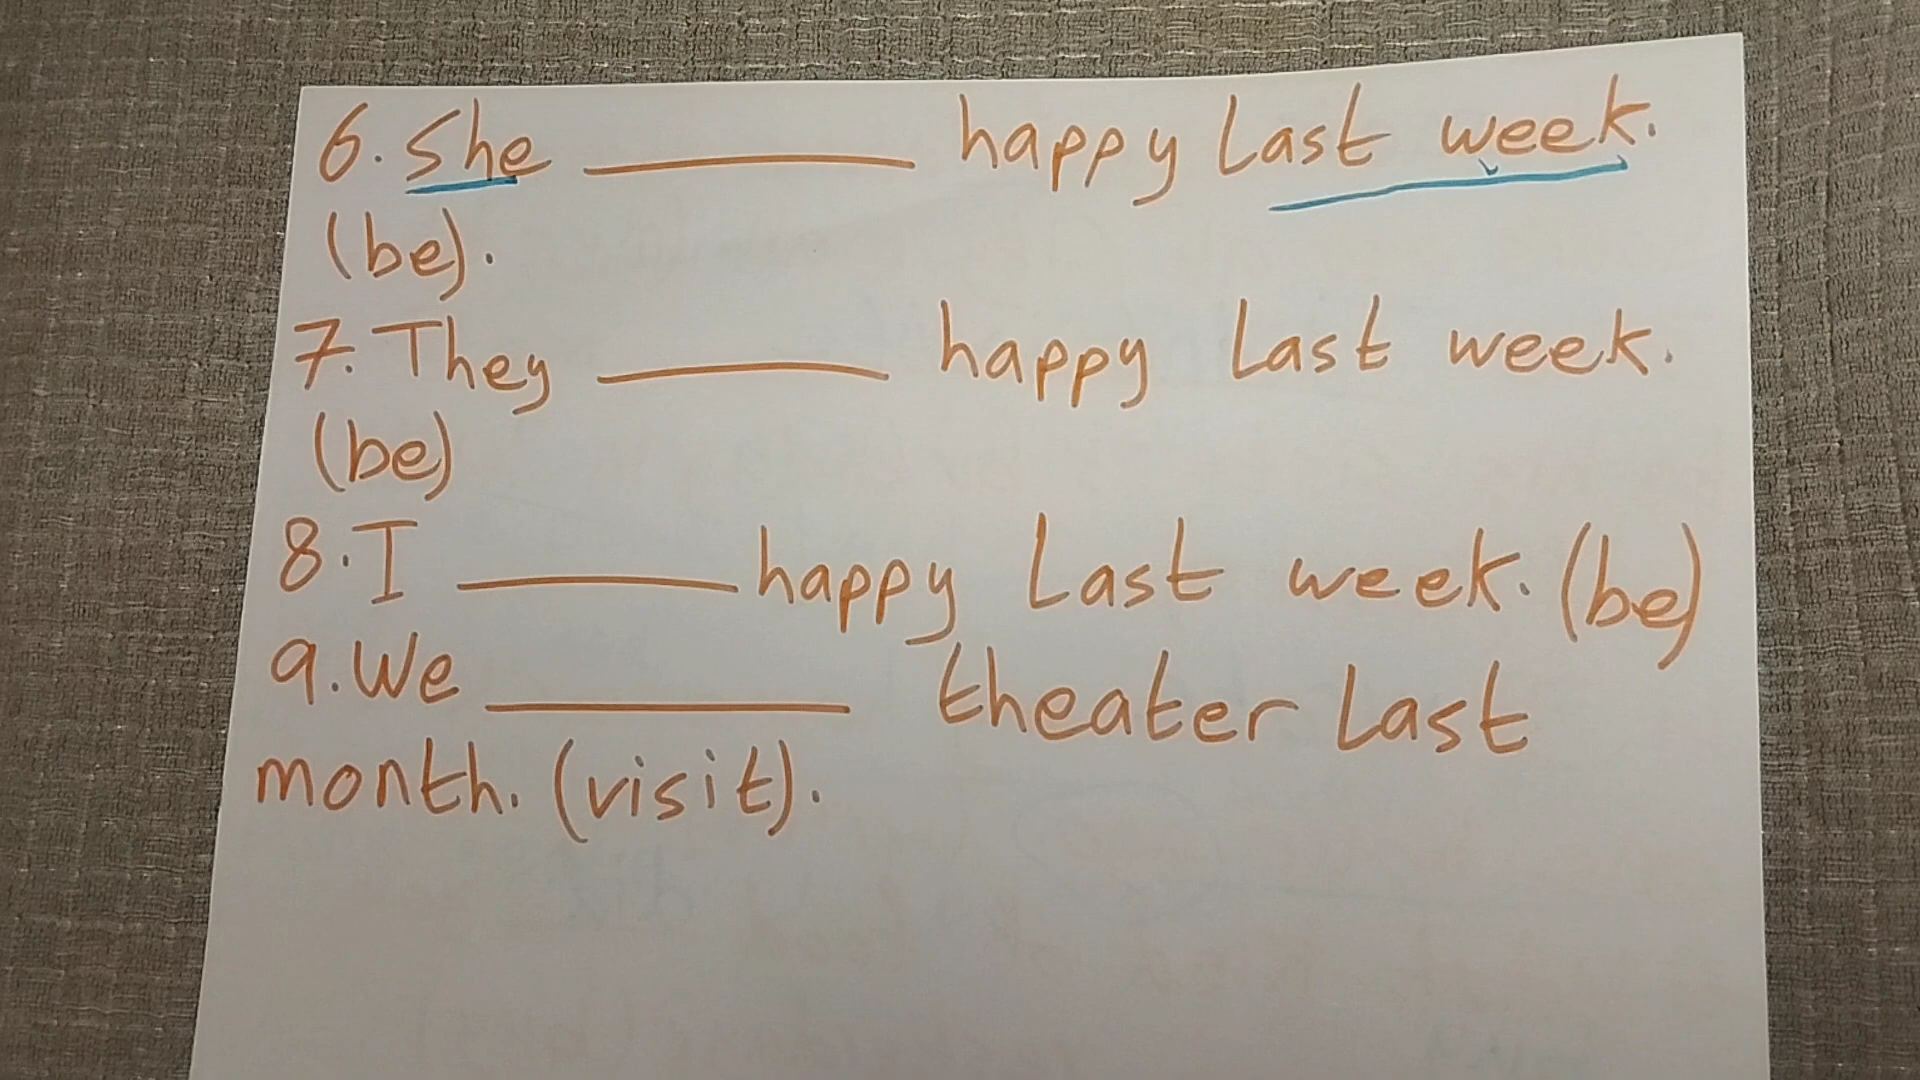 6. She ________ happy Last week.
(be).
7. They ________ happy Last week.
(be)
8. I ________ happy Last week. (be)
9. We ________ theater Last
month. (visit).